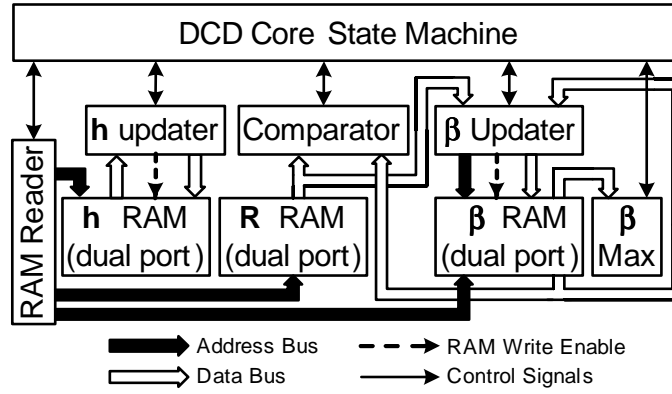 DCD Core State Machine
h updater
Comparator
β Updater
RAM Reader
h RAM
(dual port)
R RAM
(dual port)
β RAM
(dual port)
β
Max
Address Bus
RAM Write Enable
Data Bus
Control Signals